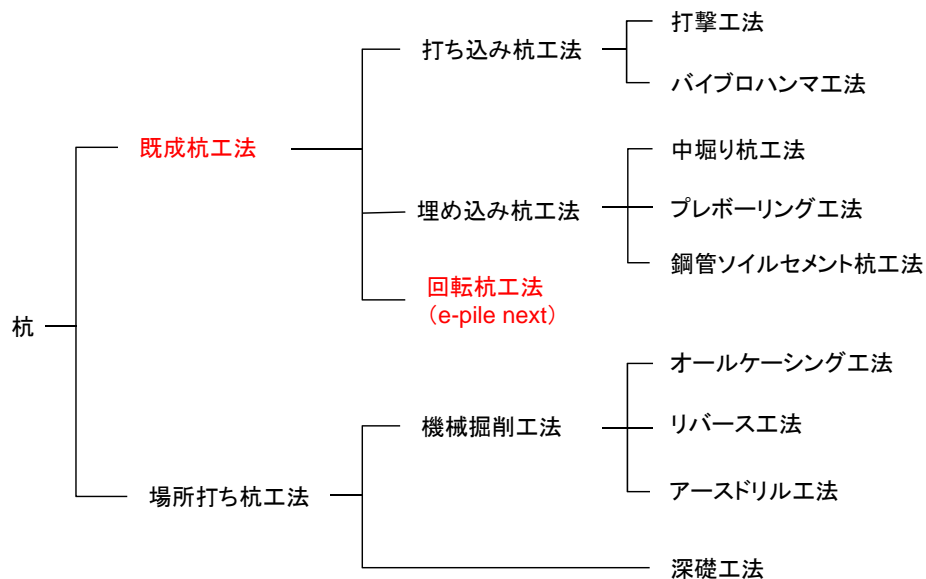 打撃工法
打ち込み杭工法
バイブロハンマ工法
既成杭工法
中堀り杭工法
埋め込み杭工法
プレボーリング工法
鋼管ソイルセメント杭工法
回転杭工法
（e-pile next）
杭
オールケーシング工法
機械掘削工法
リバース工法
場所打ち杭工法
アースドリル工法
深礎工法